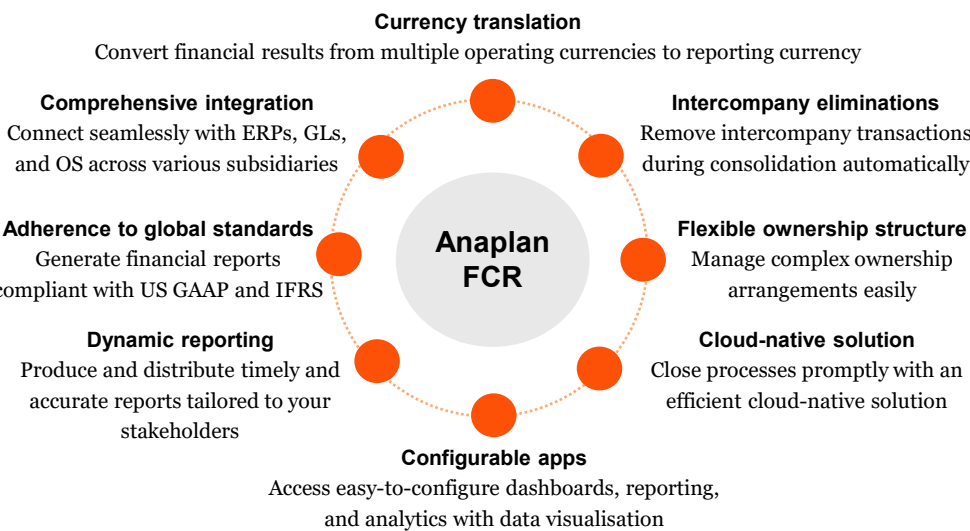 Currency translation
Convert financial results from multiple operating currencies to reporting currency
Comprehensive integration
Connect seamlessly with ERPs, GLs,
and OS across various subsidiaries
Intercompany eliminations
Remove intercompany transactions
during consolidation automatically
Adherence to global standards
Generate financial reports
compliant with US GAAP and IFRS
Anaplan
FCR
Flexible ownership structure
Manage complex ownership
arrangements easily
Dynamic reporting
Produce and distribute timely and
accurate reports tailored to your
stakeholders
Cloud-native solution
Close processes promptly with an
efficient cloud-native solution
Configurable apps
Access easy-to-configure dashboards, reporting,
and analytics with data visualisation